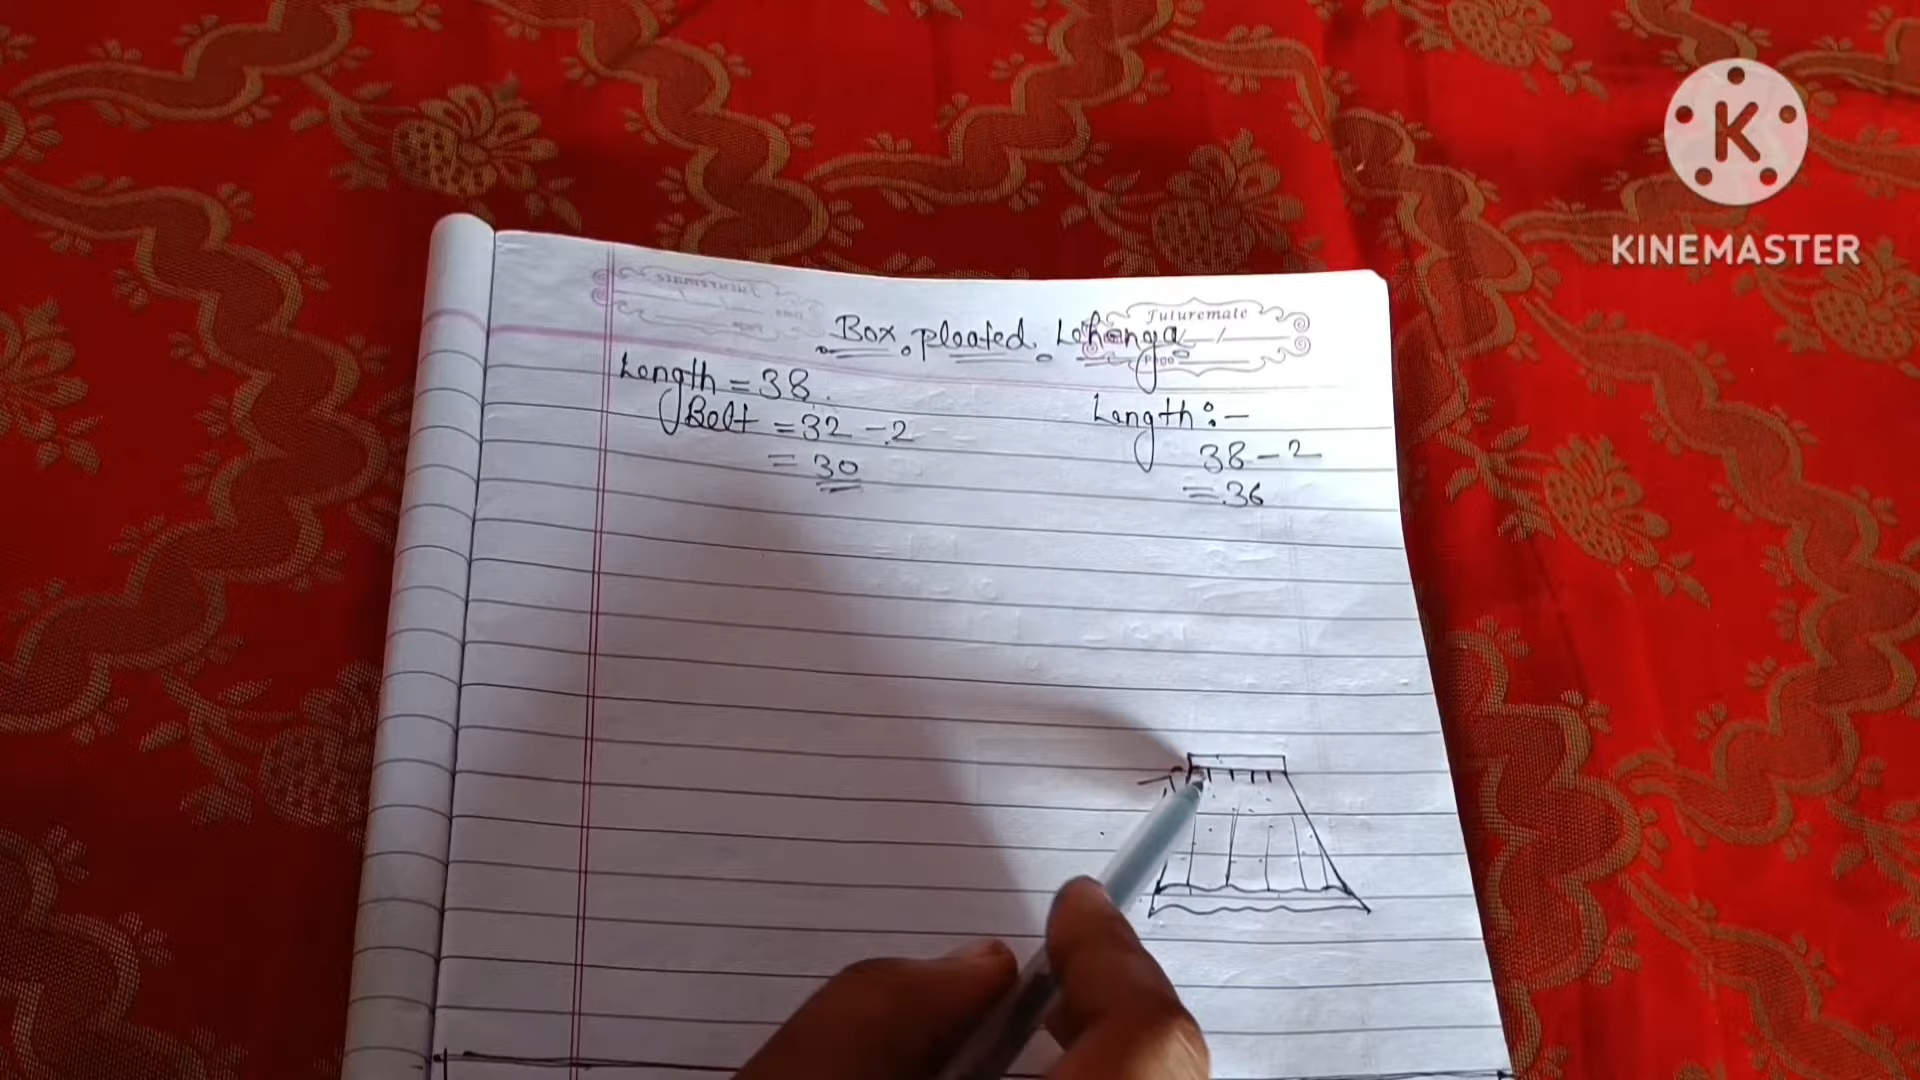 KINEMASTER
Futuremate
Box pleated Lehenga
Length = 38
Belt = 32 - 2
= 30
Length :-
38 - 2
= 36